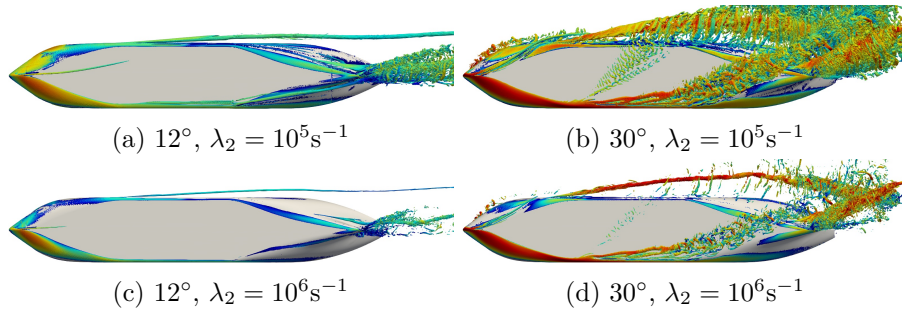 (a) 12°, λ₂ = 10⁵s⁻¹
(b) 30°, λ₂ = 10⁵s⁻¹
(c) 12°, λ₂ = 10⁶s⁻¹
(d) 30°, λ₂ = 10⁶s⁻¹